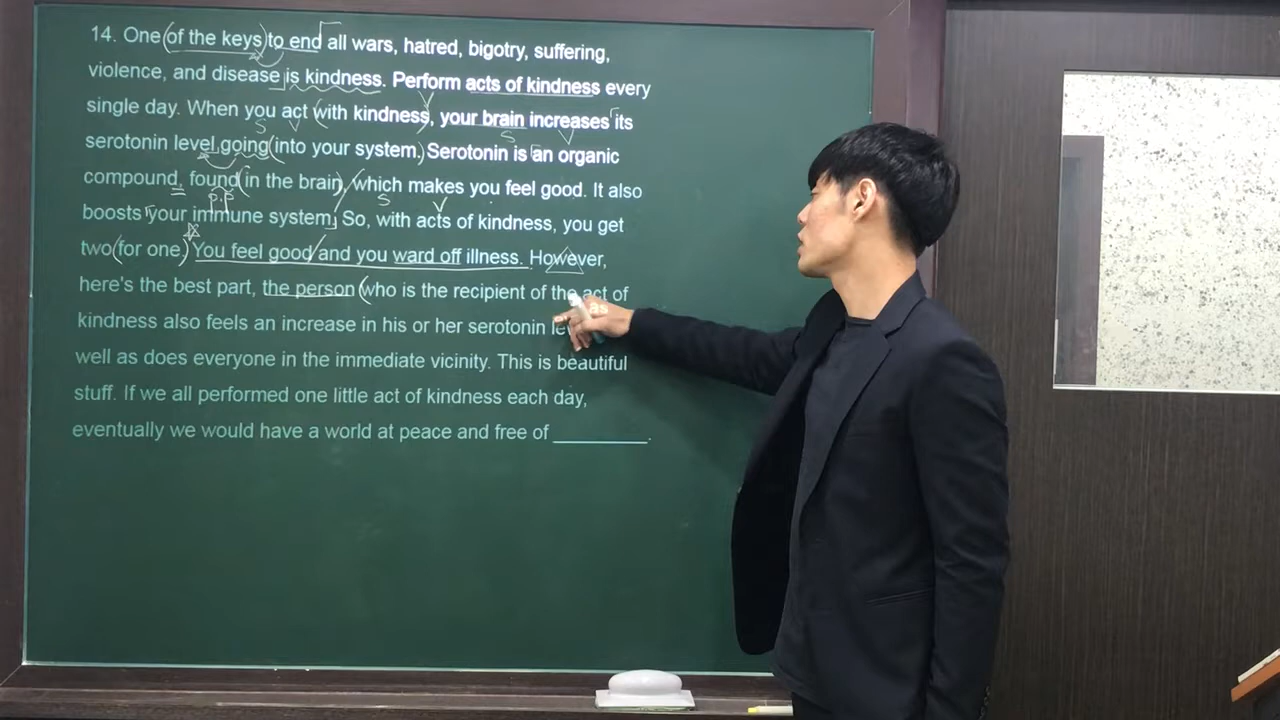 14. One of the keys to end all wars, hatred, bigotry, suffering,
violence, and disease is kindness. Perform acts of kindness every
single day. When you act with kindness, your brain increases its
S V S V
serotonin level going into your system. Serotonin is an organic
compound, found in the brain, which makes you feel good. It also
p.p S V
boosts your immune system. So, with acts of kindness, you get
two for one. You feel good and you ward off illness. However,
here's the best part, the person who is the recipient of the act of
kindness also feels an increase in his or her serotonin as
well as does everyone in the immediate vicinity. This is beautiful
stuff. If we all performed one little act of kindness each day,
eventually we would have a world at peace and free of __________.